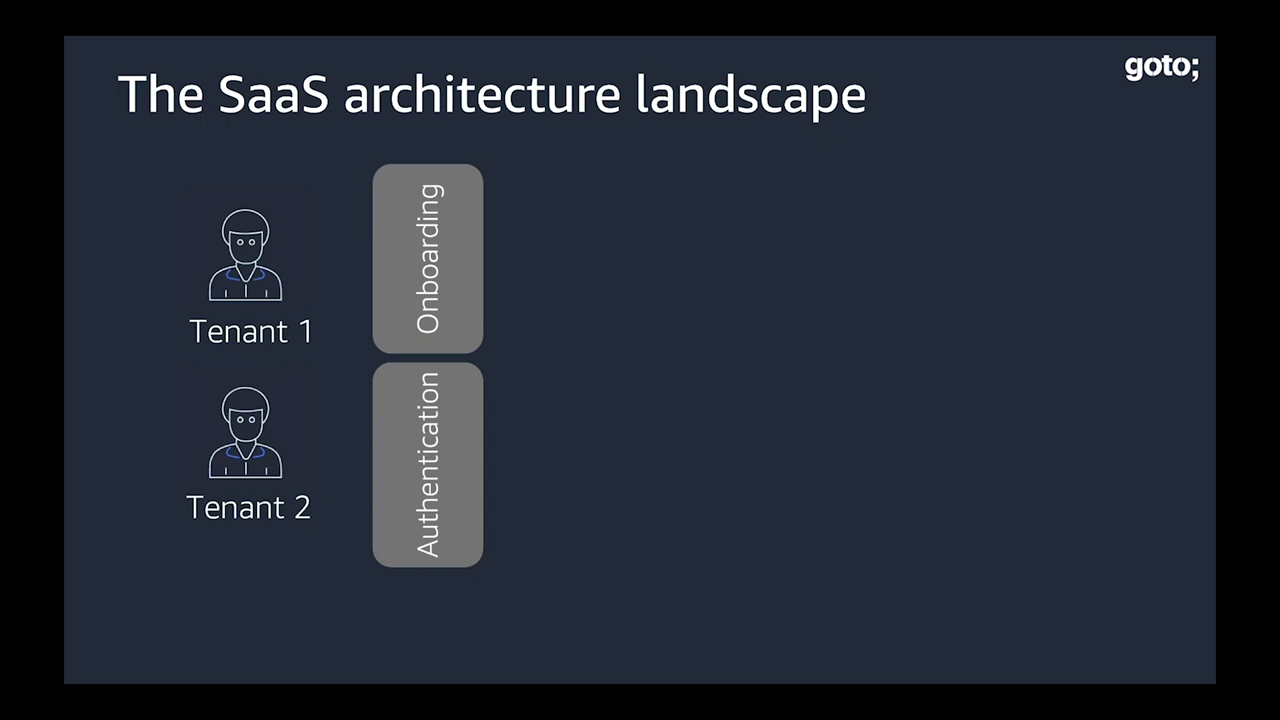 The SaaS architecture landscape
goto;
Onboarding
Tenant 1
Authentication
Tenant 2